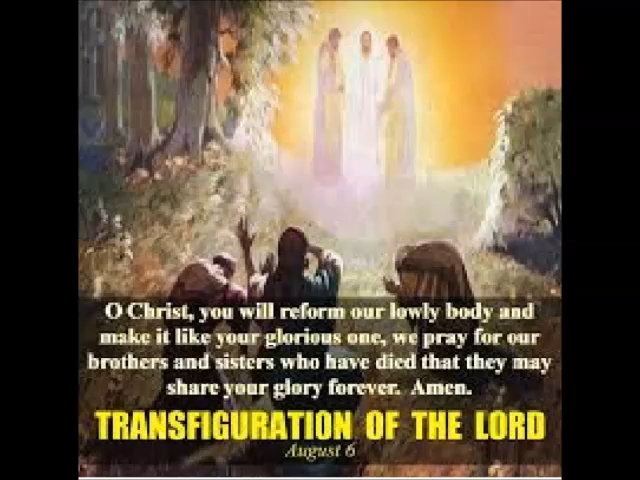 O Christ, you will reform our lowly body and
make it like your glorious one, we pray for our
brothers and sisters who have died that they may
share your glory forever. Amen.
TRANSFIGURATION OF THE LORD
August 6